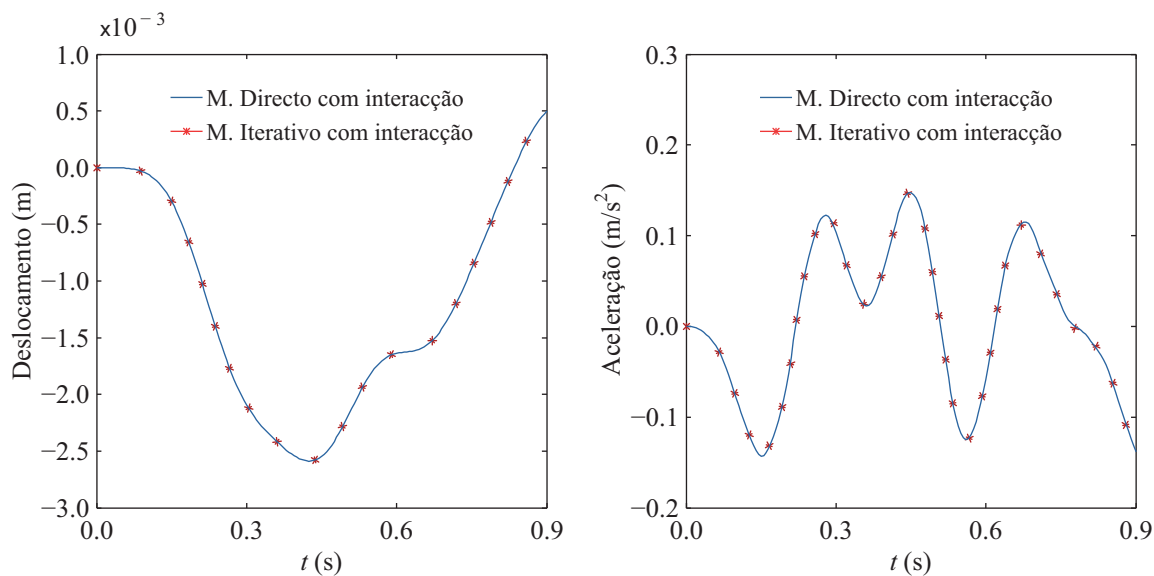 x10⁻³
1.0
0.5
0.0
−0.5
−1.0
−1.5
−2.0
−2.5
−3.0
Deslocamento (m)
M. Directo com interacção
M. Iterativo com interacção
0.0 0.3 0.6 0.9
t (s)
0.3
0.2
0.1
0.0
−0.1
−0.2
Aceleração (m/s²)
M. Directo com interacção
M. Iterativo com interacção
0.0 0.3 0.6 0.9
t (s)